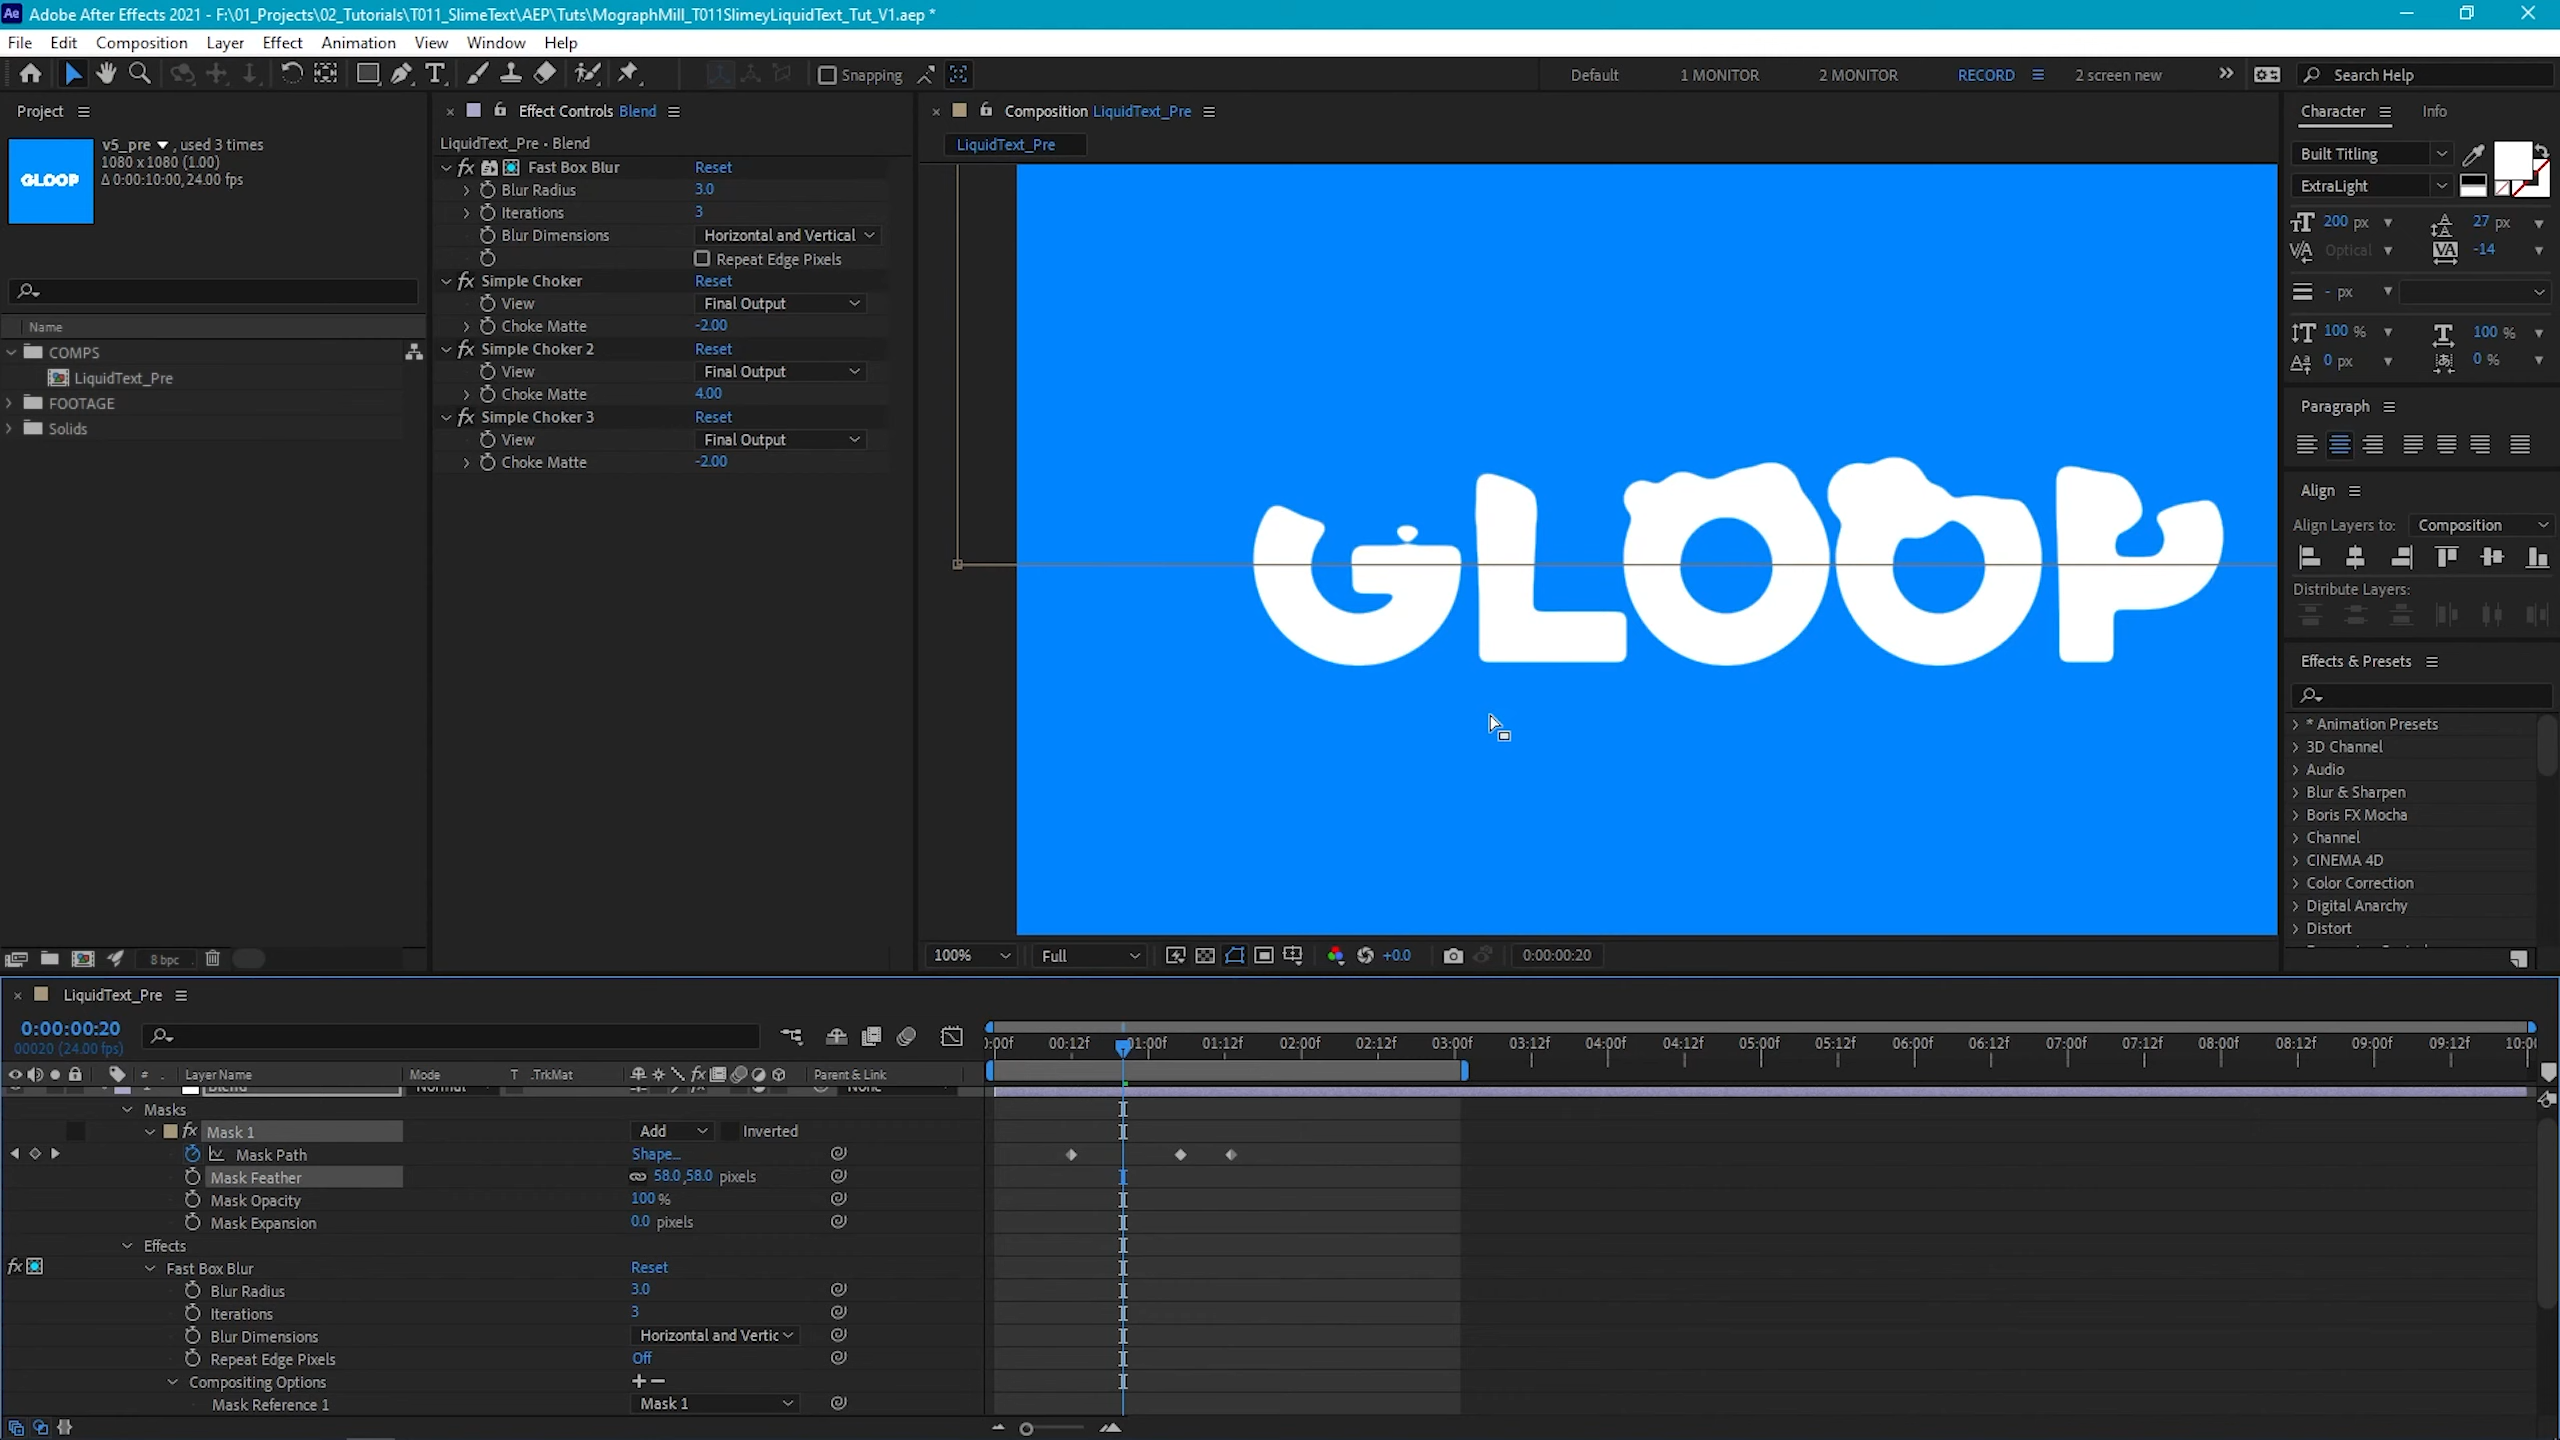 Ae Adobe After Effects 2021 - F:\01_Projects\02_Tutorials\T011_SlimeText\AEP\Tuts\MographMill_T011SlimeyLiquidText_Tut_V1.aep *
File Edit Composition Layer Effect Animation View Window Help
Snapping Default 1 MONITOR 2 MONITOR RECORD 2 screen new Search Help
Project
v5_pre , used 3 times
1080 x 1080 (1.00)
Δ 0:00:10:00, 24.00 fps
GLOOP
Name
COMPS
LiquidText_Pre
FOOTAGE
Solids
8 bpc
Effect Controls Blend
LiquidText_Pre • Blend
fx Fast Box Blur Reset
Blur Radius 3.0
Iterations 3
Blur Dimensions Horizontal and Vertical
Repeat Edge Pixels
fx Simple Choker Reset
View Final Output
Choke Matte -2.00
fx Simple Choker 2 Reset
View Final Output
Choke Matte 4.00
fx Simple Choker 3 Reset
View Final Output
Choke Matte -2.00
Composition LiquidText_Pre
LiquidText_Pre
GLOOP
100% Full +0.0 0:00:00:20
Character Info
Built Titling
ExtraLight
200 px 27 px
Optical -14
- px
100 % 100 %
0 px 0 %
Paragraph
Align
Align Layers to: Composition
Distribute Layers:
Effects & Presets
* Animation Presets
3D Channel
Audio
Blur & Sharpen
Boris FX Mocha
Channel
CINEMA 4D
Color Correction
Digital Anarchy
Distort
LiquidText_Pre
0:00:00:20
00020 (24.00 fps)
):00f 00:12f 01:00f 01:12f 02:00f 02:12f 03:00f 03:12f 04:00f 04:12f 05:00f 05:12f 06:00f 06:12f 07:00f 07:12f 08:00f 08:12f 09:00f 09:12f 10:0
# Layer Name Mode T .TrkMat fx Parent & Link
Masks
fx Mask 1 Add Inverted
Mask Path Shape...
Mask Feather 58.0,58.0 pixels
Mask Opacity 100 %
Mask Expansion 0.0 pixels
Effects
fx Fast Box Blur Reset
Blur Radius 3.0
Iterations 3
Blur Dimensions Horizontal and Vertic
Repeat Edge Pixels Off
Compositing Options + −
Mask Reference 1 Mask 1